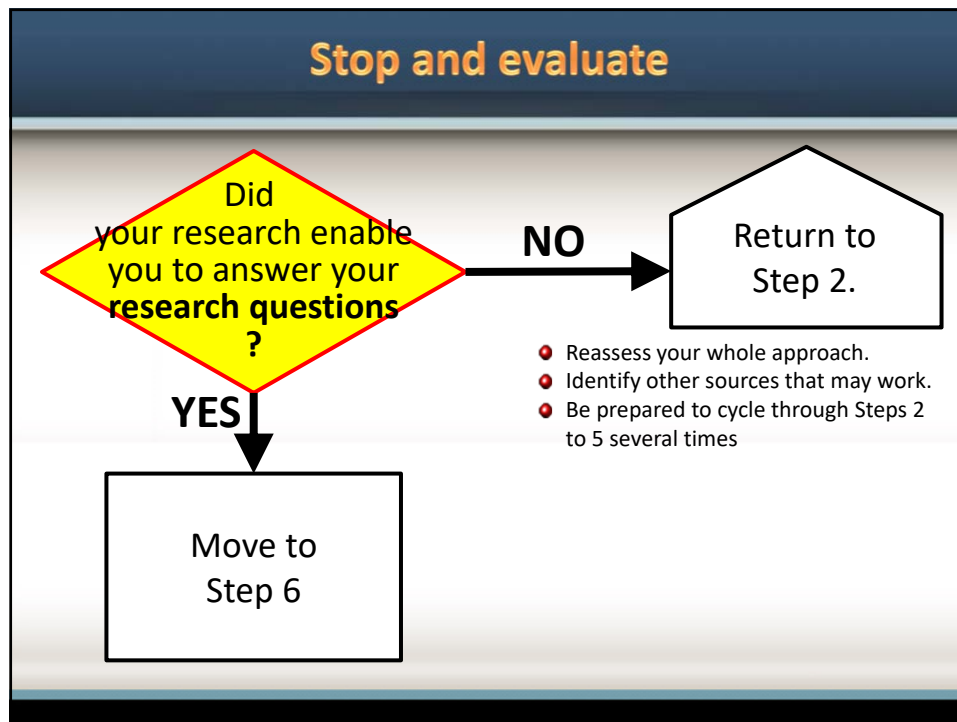 Stop and evaluate
Did
your research enable
you to answer your
research questions
?
NO
Return to
Step 2.
Reassess your whole approach.
Identify other sources that may work.
Be prepared to cycle through Steps 2
to 5 several times
YES
Move to
Step 6